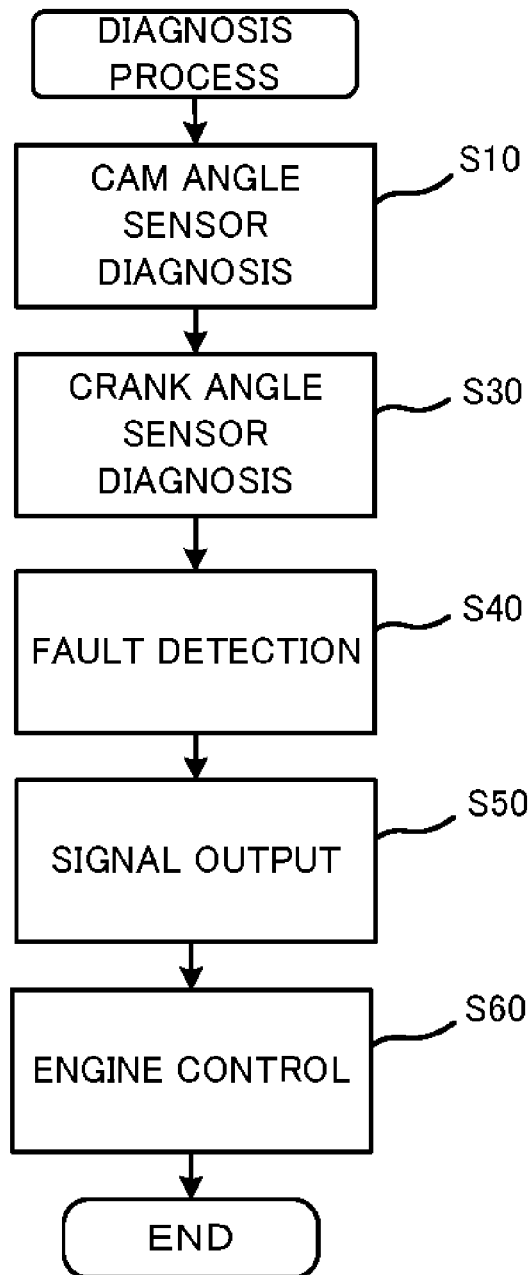 DIAGNOSIS
PROCESS
S10
CAM ANGLE
SENSOR
DIAGNOSIS
S30
CRANK ANGLE
SENSOR
DIAGNOSIS
S40
FAULT DETECTION
S50
SIGNAL OUTPUT
S60
ENGINE CONTROL
END